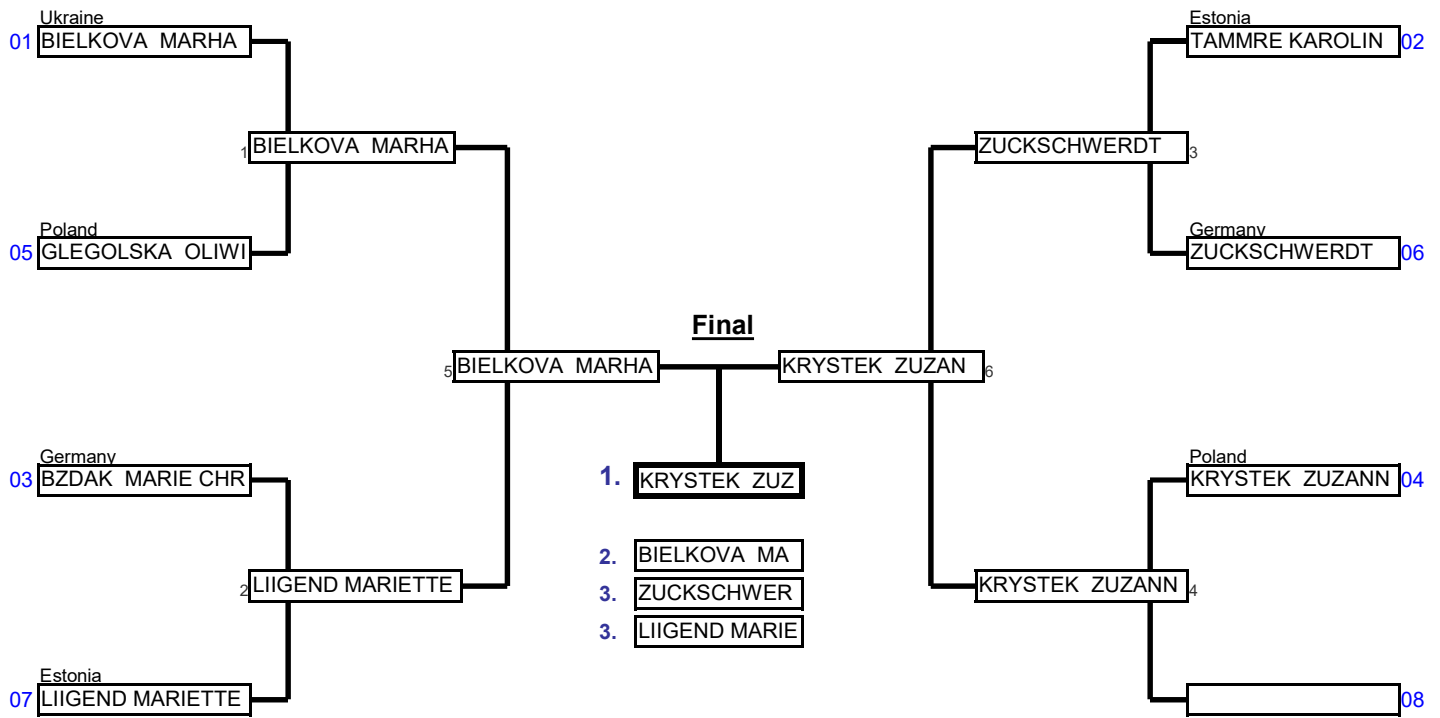 Ukraine
01 BIELKOVA MARHA
Estonia
TAMMRE KAROLIN 02
1 BIELKOVA MARHA
ZUCKSCHWERDT 3
Poland
05 GLEGOLSKA OLIWI
Germany
ZUCKSCHWERDT 06
Final
5 BIELKOVA MARHA
KRYSTEK ZUZAN 6
Germany
03 BZDAK MARIE CHR
1. KRYSTEK ZUZ
Poland
KRYSTEK ZUZANN 04
2. BIELKOVA MA
3. ZUCKSCHWER
3. LIIGEND MARIE
2 LIIGEND MARIETTE
KRYSTEK ZUZANN 4
Estonia
07 LIIGEND MARIETTE
08